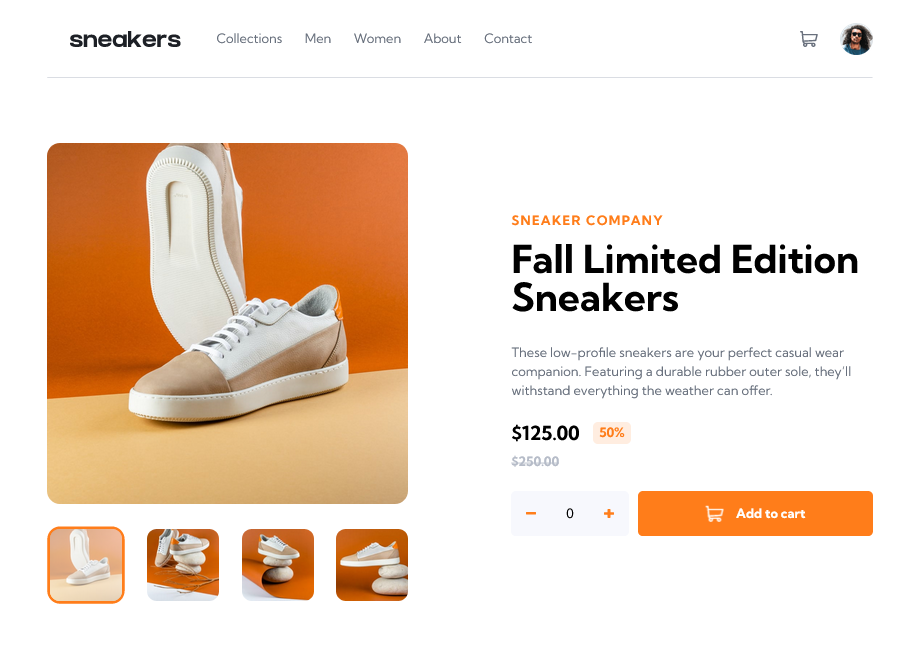 sneakers
Collections Men Women About Contact
SNEAKER COMPANY
Fall Limited Edition
Sneakers
These low-profile sneakers are your perfect casual wear
companion. Featuring a durable rubber outer sole, they'll
withstand everything the weather can offer.
$125.00 50%
$250.00
0 Add to cart